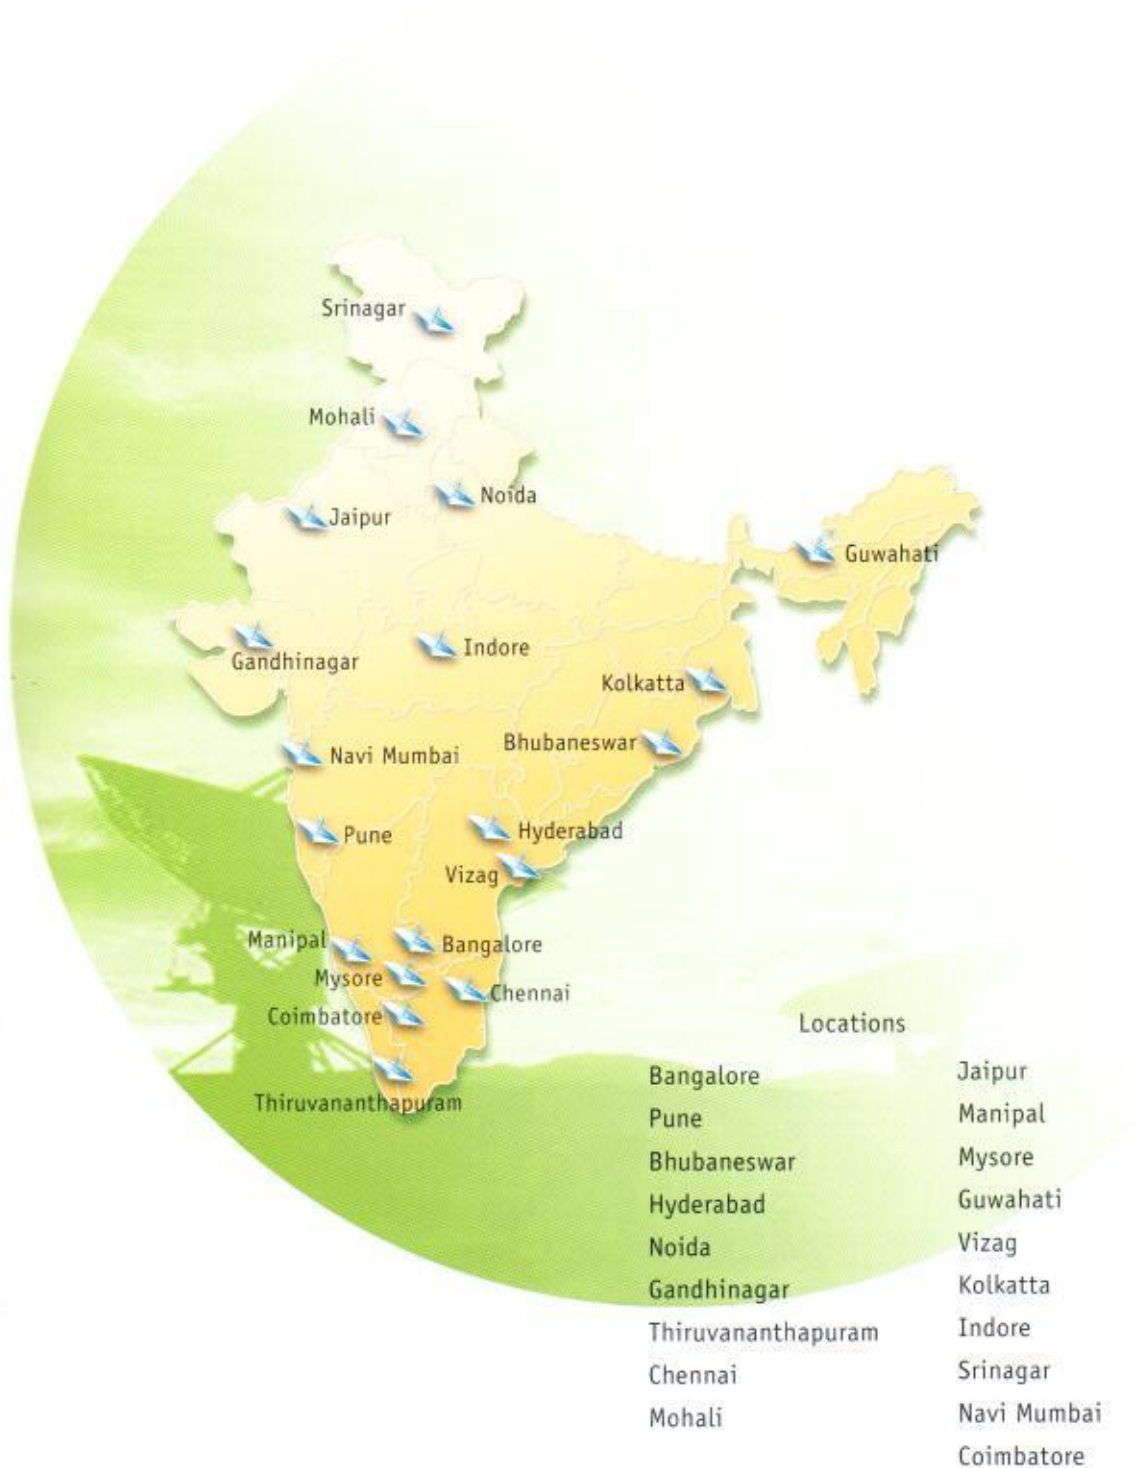 Srinagar
Mohali
Noida
Jaipur
Guwahati
Indore
Gandhinagar
Kolkatta
Bhubaneswar
Navi Mumbai
Hyderabad
Pune
Vizag
Manipal
Bangalore
Mysore
Chennai
Coimbatore
Thiruvananthapuram
Locations
Bangalore
Pune
Bhubaneswar
Hyderabad
Noida
Gandhinagar
Thiruvananthapuram
Chennai
Mohali
Jaipur
Manipal
Mysore
Guwahati
Vizag
Kolkatta
Indore
Srinagar
Navi Mumbai
Coimbatore